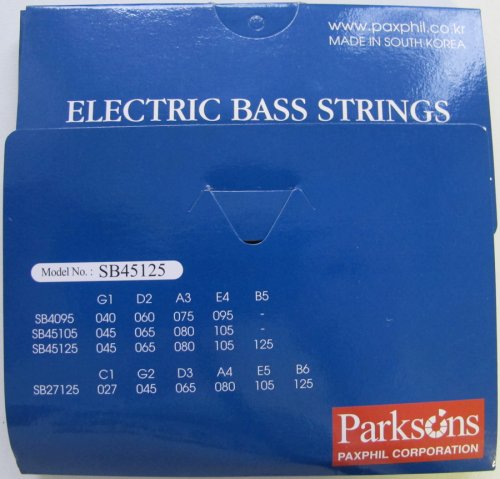 www.paxphil.co.kr
MADE IN SOUTH KOREA
ELECTRIC BASS STRINGS
Model No.: SB45125
G1 D2 A3 E4 B5
SB4095 040 060 075 095 -
SB45105 045 065 080 105 -
SB45125 045 065 080 105 125
C1 G2 D3 A4 E5 B6
SB27125 027 045 065 080 105 125
Parksons
PAXPHIL CORPORATION